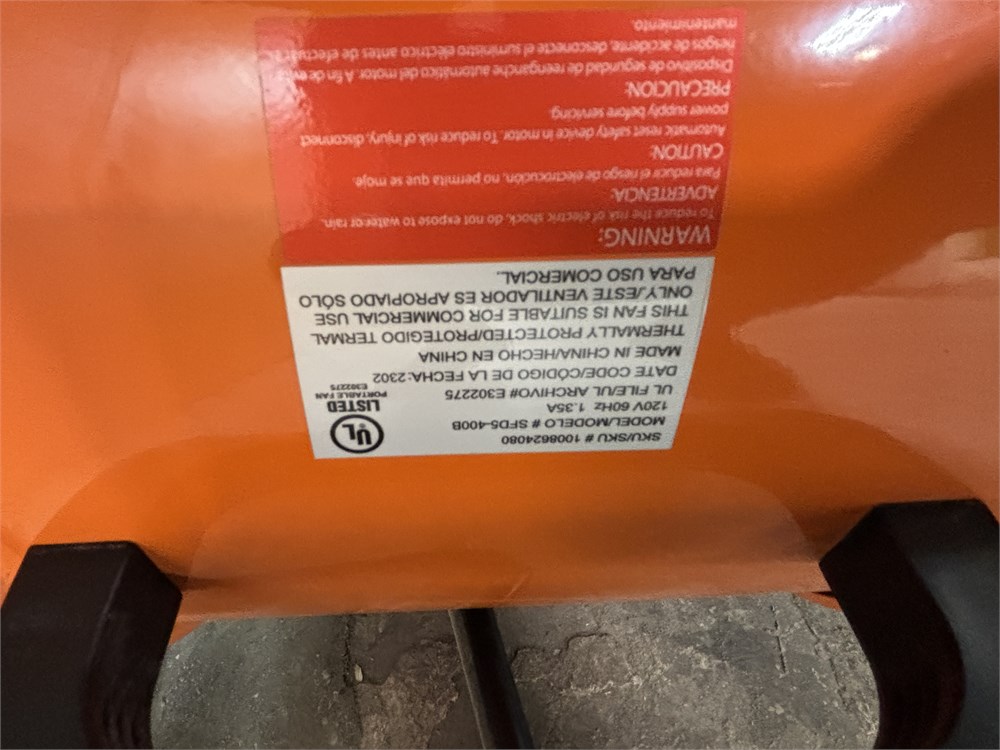 SKU/SKU # 1008624080
MODEL/MODELO # SFD5-400B
120V 60Hz 1.35A
UL FILE/UL ARCHIVO# E302275
DATE CODE/CÓDIGO DE LA FECHA:2302
MADE IN CHINA/HECHO EN CHINA
THERMALLY PROTECTED/PROTEGIDO TERMAL
THIS FAN IS SUITABLE FOR COMMERCIAL USE
ONLY./ESTE VENTILADOR ES APROPIADO SÓLO
PARA USO COMERCIAL.
UL
LISTED
PORTABLE FAN
E302275
WARNING:
To reduce the risk of electric shock, do not expose to water or rain.
ADVERTENCIA:
Para reducir el riesgo de electrocución, no permita que se moje.
CAUTION:
Automatic reset safety device in motor. To reduce risk of injury, disconnect
power supply before servicing.
PRECAUCION:
Dispositivo de seguridad de reenganche automático del motor. A fin de
riesgos de accidente, desconecte el suministro eléctrico antes de efectuar
mantenimiento.